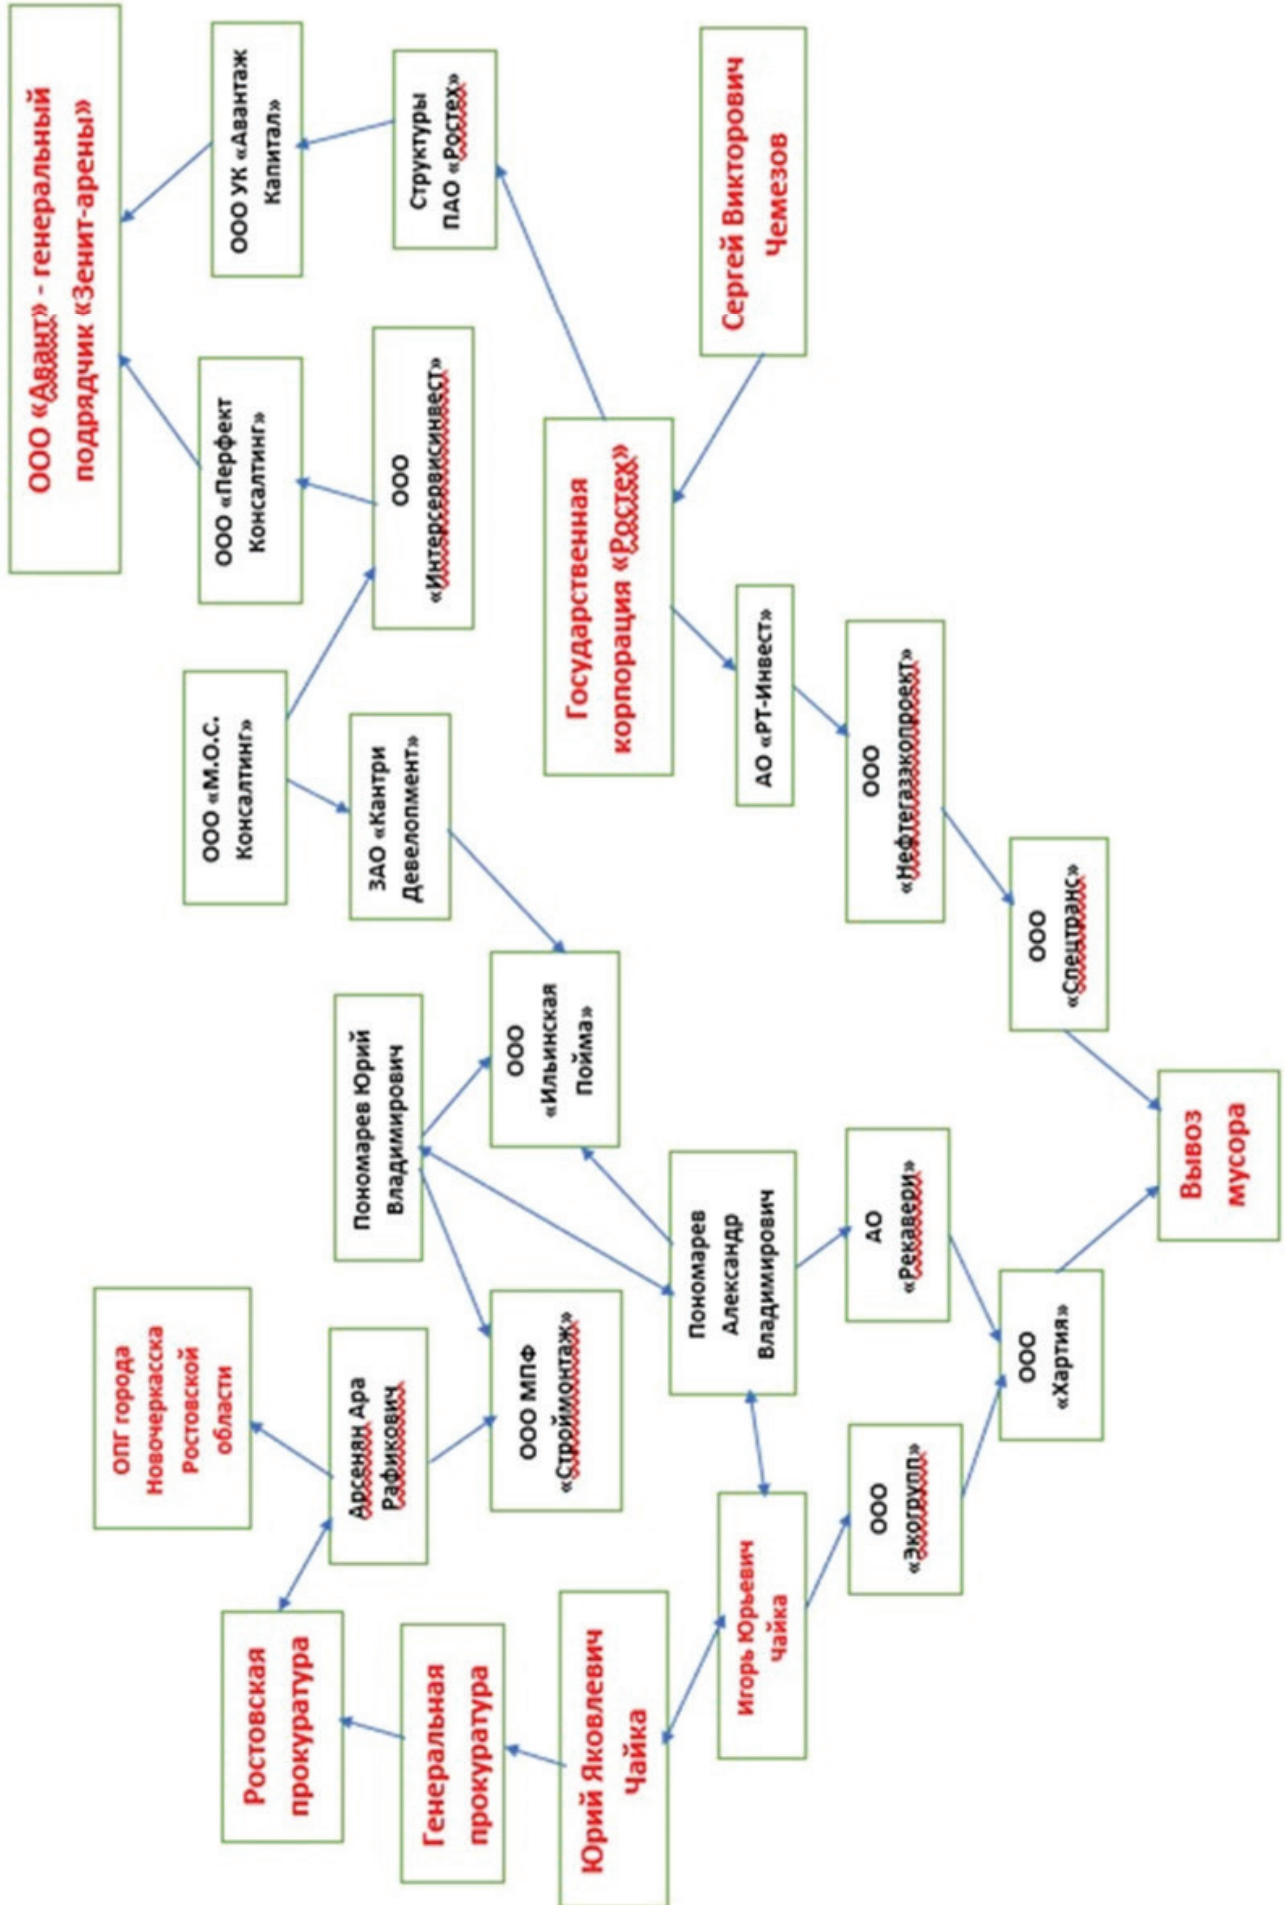 ООО «Авант» - генеральный
подрядчик «Зенит-арены»
ОПГ города
Новочеркасска
Ростовской
области
Ростовская
прокуратура
ООО «М.О.С.
Консалтинг»
ООО «Перфект
Консалтинг»
ООО УК «Авантаж
Капитал»
Арсенян Ара
Рафикович
Пономарев Юрий
Владимирович
ЗАО «Кантри
Девелопмент»
ООО
«Интерсервисинвест»
Структуры
ПАО «Ростех»
Генеральная
прокуратура
ООО МПФ
«Строймонтаж»
ООО
«Ильинская
Пойма»
Юрий Яковлевич
Чайка
Государственная
корпорация «Ростех»
Игорь Юрьевич
Чайка
Пономарев
Александр
Владимирович
АО «РТ-Инвест»
Сергей Викторович
Чемезов
ООО
«Экогрупп»
АО
«Рекавери»
ООО
«Нефтегазэкопроект»
ООО
«Хартия»
ООО
«Спецтранс»
Вывоз
мусора